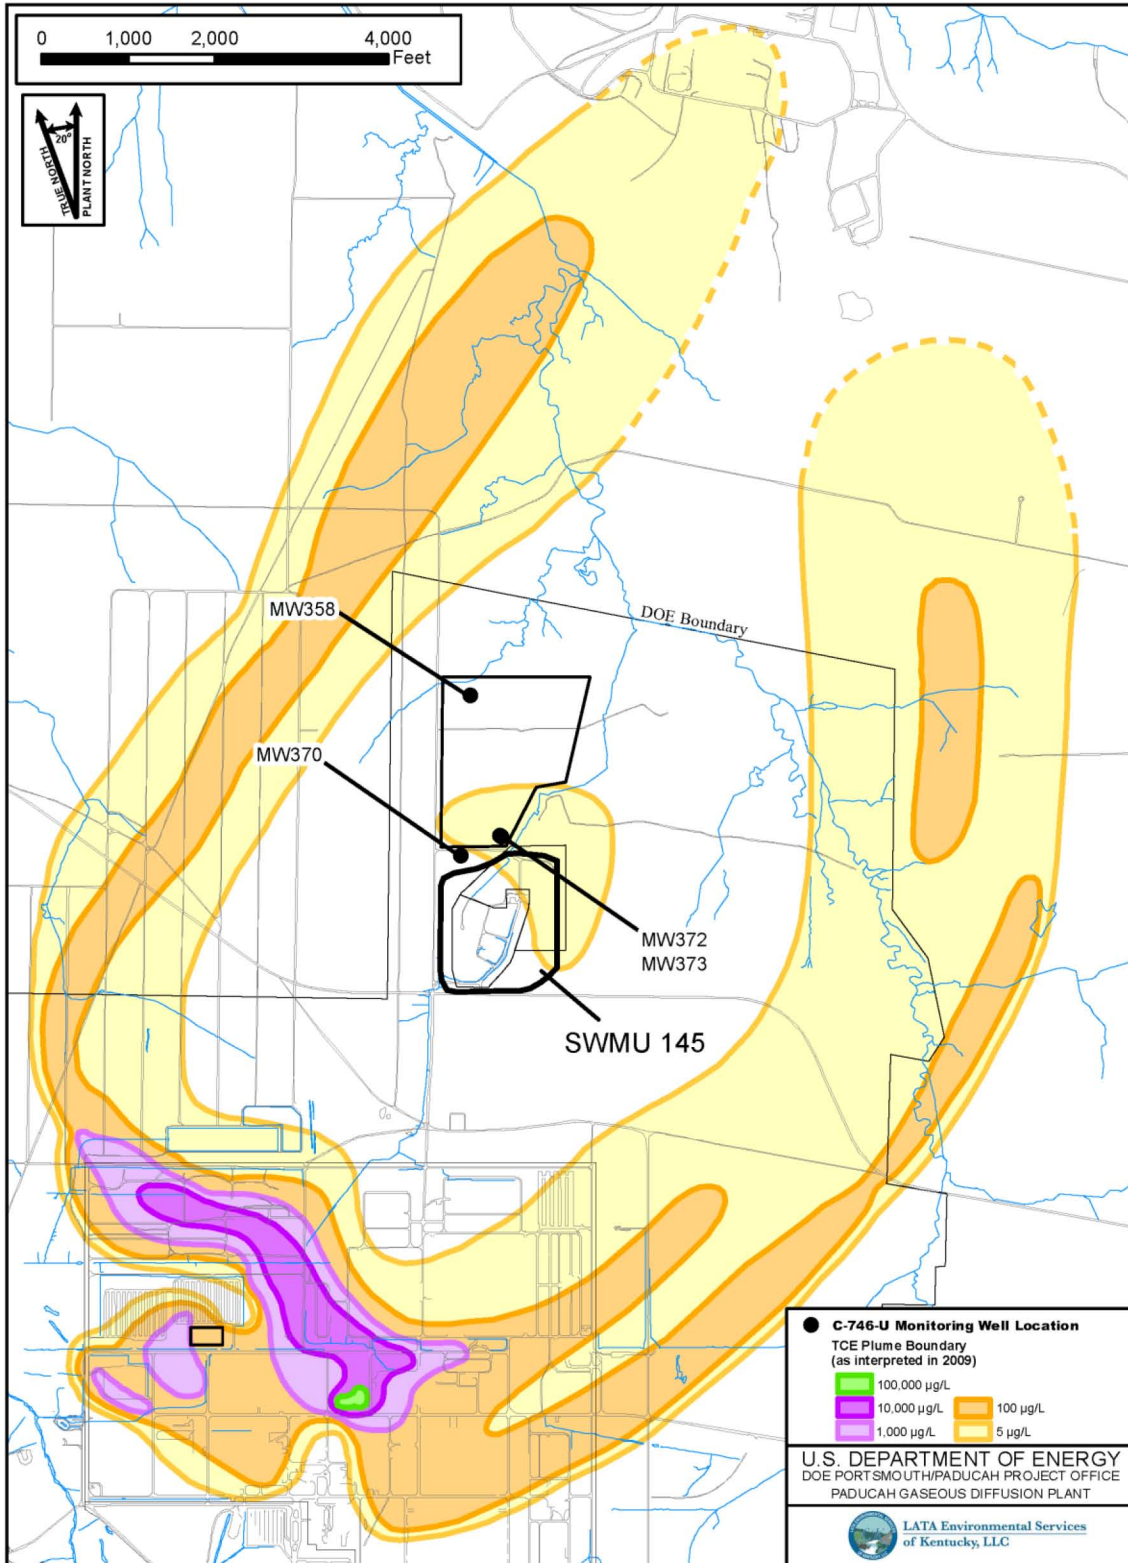 0 1,000 2,000 4,000
Feet
20°
TRUE NORTH
PLANT NORTH
MW358
DOE Boundary
MW370
MW372
MW373
SWMU 145
C-746-U Monitoring Well Location
TCE Plume Boundary
(as interpreted in 2009)
100,000 µg/L
10,000 µg/L 100 µg/L
1,000 µg/L 5 µg/L
U.S. DEPARTMENT OF ENERGY
DOE PORTSMOUTH/PADUCAH PROJECT OFFICE
PADUCAH GASEOUS DIFFUSION PLANT
LATA Environmental Services
of Kentucky, LLC